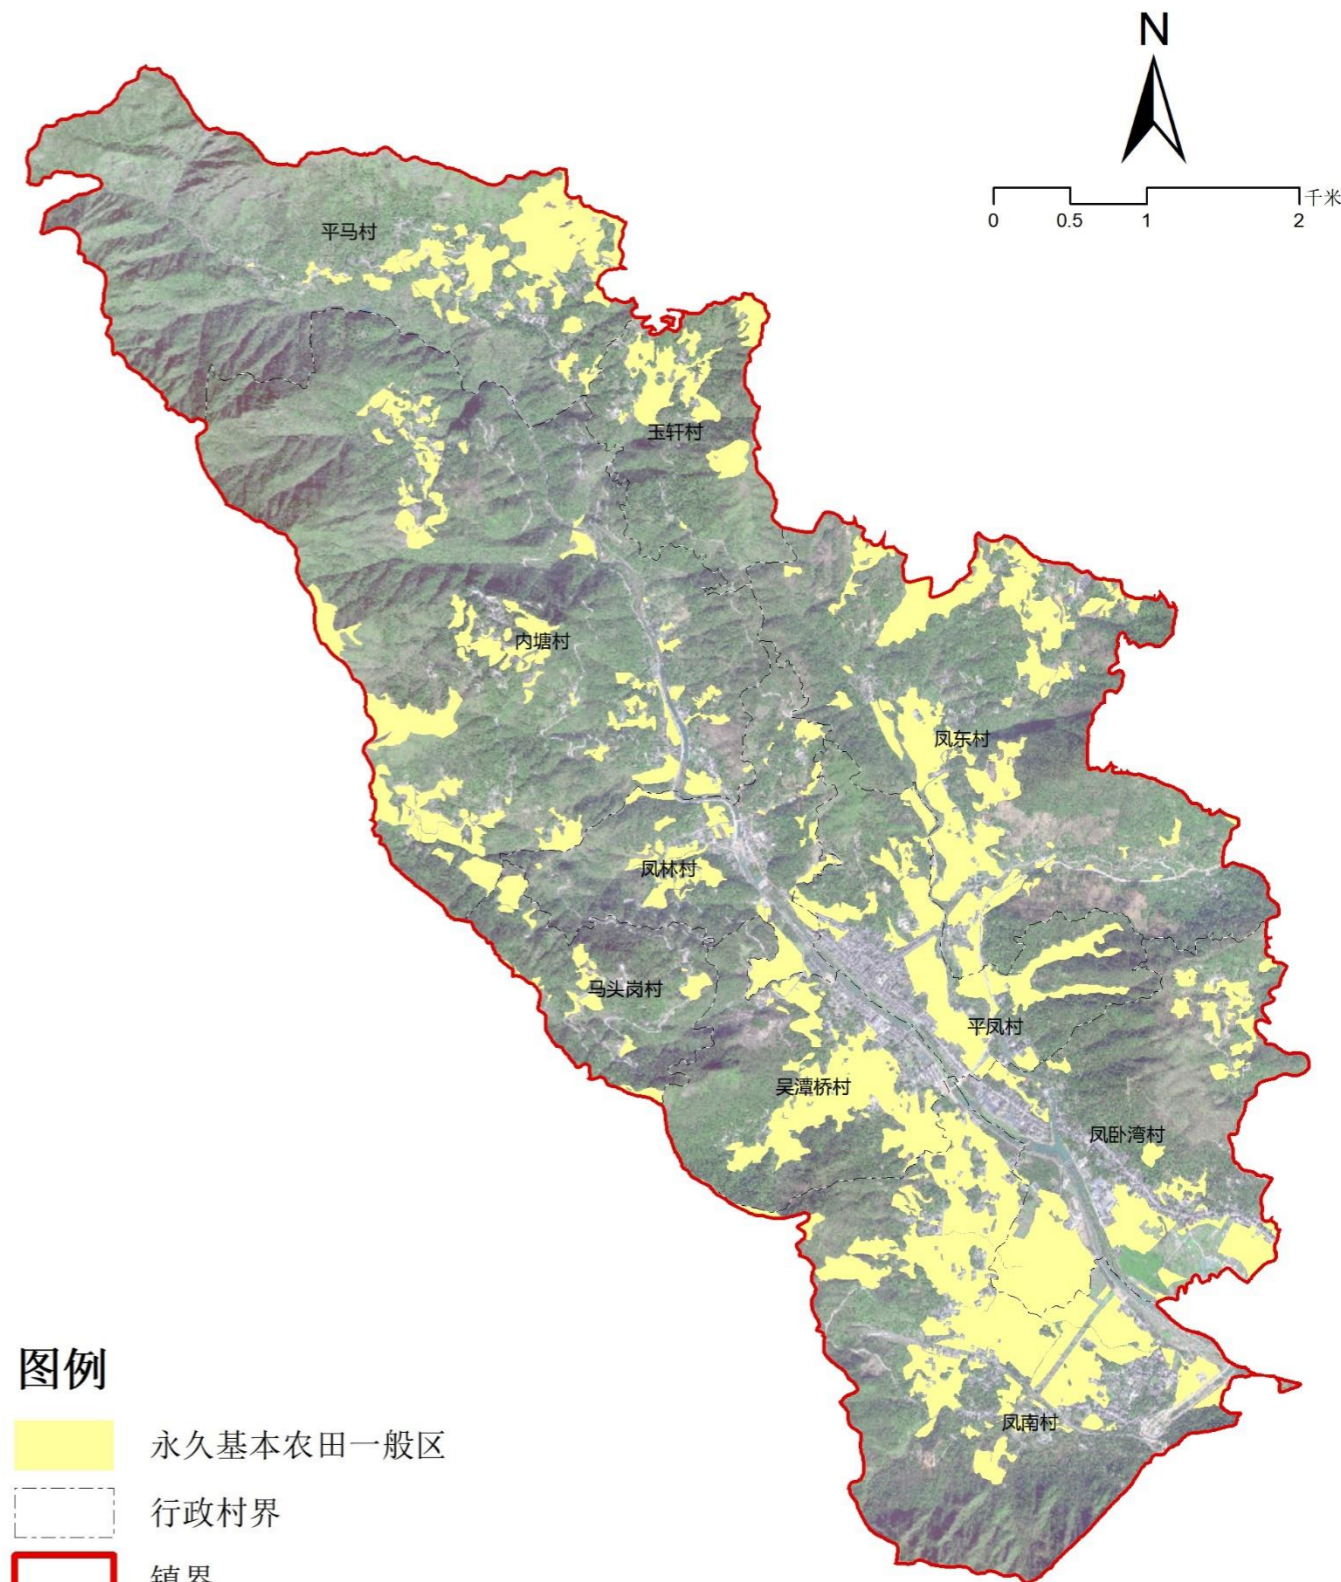 N
千米
0 0.5 1 2
平马村
玉轩村
内塘村
凤东村
凤林村
马头岗村
平凤村
吴潭桥村
凤卧湾村
凤南村
图例
永久基本农田一般区
行政村界
镇界